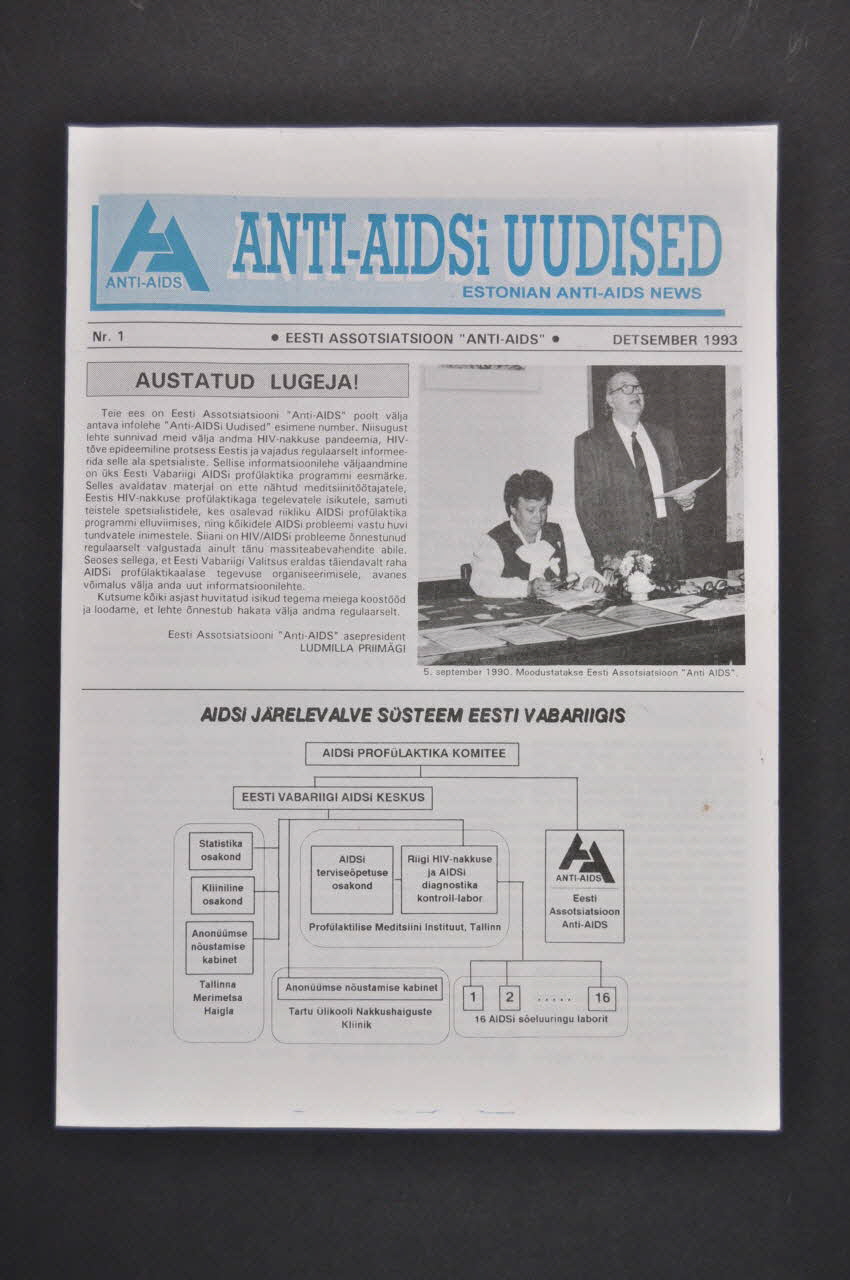 ANTI-AIDS
ANTI-AIDSi UUDISED
ESTONIAN ANTI-AIDS NEWS
Nr. 1
● EESTI ASSOTSIATSIOON "ANTI-AIDS" ●
DETSEMBER 1993
AUSTATUD LUGEJA!
Teie ees on Eesti Assotsiatsiooni "Anti-AIDS" poolt välja
antava infolehe "Anti-AIDSi Uudised" esimene number. Niisugust
lehte sunnivad meid välja andma HIV-nakkuse pandeemia, HIV-
tõve epideemiline protsess Eestis ja vajadus regulaarselt informee-
rida selle ala spetsialiste. Sellise informatsioonilehe väljaandmine
on üks Eesti Vabariigi AIDSi profülaktika programmi eesmärke.
Selles avaldatav materjal on ette nähtud meditsiinitöötajatele,
Eestis HIV-nakkuse profülaktikaga tegelevatele isikutele, samuti
teistele spetsialistidele, kes osalevad riikliku AIDSi profülaktika
programmi elluviimises, ning kõikidele AIDSi probleemi vastu huvi
tundvatele inimestele. Siiani on HIV/AIDSi probleeme õnnestunud
regulaarselt valgustada ainult tänu massiteabevahendite abile.
Seoses sellega, et Eesti Vabariigi Valitsus eraldas täiendavalt raha
AIDSi profülaktikaalase tegevuse organiseerimisele, avanes
võimalus välja anda uut informatsioonilehte.
Kutsume kõiki asjast huvitatud isikud tegema meiega koostööd
ja loodame, et lehte õnnestub hakata välja andma regulaarselt.
Eesti Assotsiatsiooni "Anti-AIDS" asepresident
LUDMILLA PRIIMÄGI
5. september 1990. Moodustatakse Eesti Assotsiatsioon "Anti AIDS".
AIDSi JÄRELEVALVE SÜSTEEM EESTI VABARIIGIS
AIDSi PROFÜLAKTIKA KOMITEE
EESTI VABARIIGI AIDSi KESKUS
Statistika
osakond
Kliiniline
osakond
Anonüümse
nõustamise
kabinet
Tallinna
Merimetsa
Haigla
AIDSi
terviseõpetuse
osakond
Riigi HIV-nakkuse
ja AIDSi
diagnostika
kontroll-labor
Profülaktilise Meditsiini Instituut, Tallinn
ANTI-AIDS
Eesti
Assotsiatsioon
Anti-AIDS
Anonüümse nõustamise kabinet
Tartu Ülikooli Nakkushaiguste
Kliinik
1 2 ..... 16
16 AIDSi sõeluuringu laborit